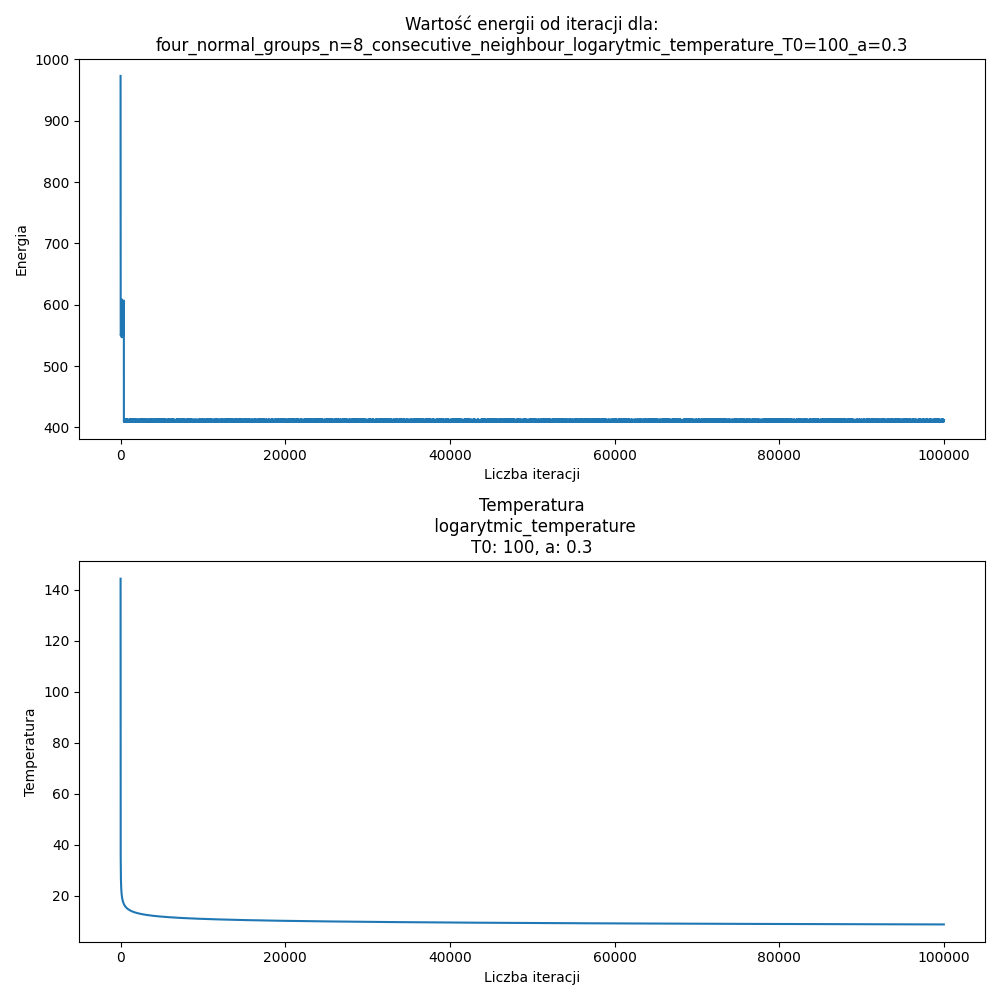 Wartość energii od iteracji dla:
four_normal_groups_n=8_consecutive_neighbour_logarytmic_temperature_T0=100_a=0.3
1000
900
800
700
600
500
400
Energia
0 20000 40000 60000 80000 100000
Liczba iteracji
Temperatura
logarytmic_temperature
T0: 100, a: 0.3
140
120
100
80
60
40
20
Temperatura
0 20000 40000 60000 80000 100000
Liczba iteracji